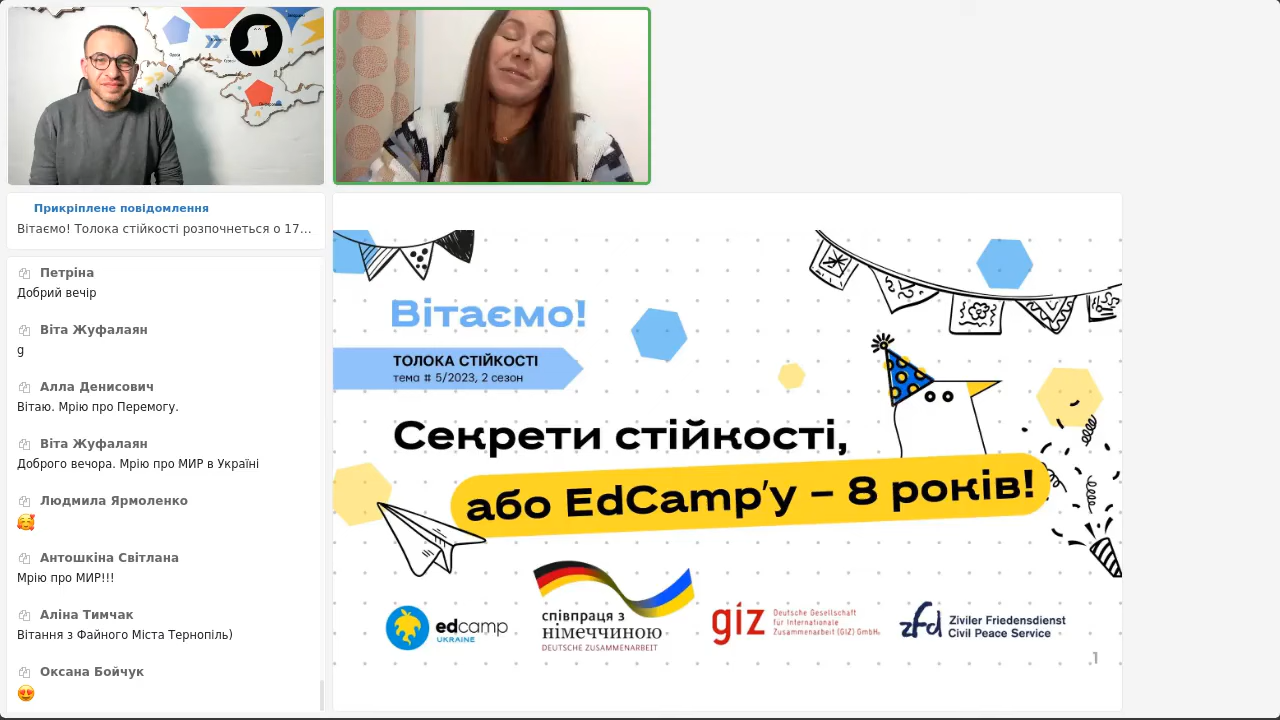 Прикріплене повідомлення
Вітаємо! Толока стійкості розпочнеться о 17...
Петріна
Добрий вечір
Віта Жуфалаян
g
Алла Денисович
Вітаю. Мрію про Перемогу.
Віта Жуфалаян
Доброго вечора. Мрію про МИР в Україні
Людмила Ярмоленко
Антошкіна Світлана
Мрію про МИР!!!
Аліна Тимчак
Вітання з Файного Міста Тернопіль)
Оксана Бойчук
Вітаємо!
ТОЛОКА СТІЙКОСТІ
тема # 5/2023, 2 сезон
Секрети стійкості,
або EdCamp’у – 8 років!
edcamp
UKRAINE
співпраця з
німеччиною
DEUTSCHE ZUSAMMENARBEIT
giz
Deutsche Gesellschaft
für Internationale
Zusammenarbeit (GIZ) GmbH
zfd
Ziviler Friedensdienst
Civil Peace Service
1